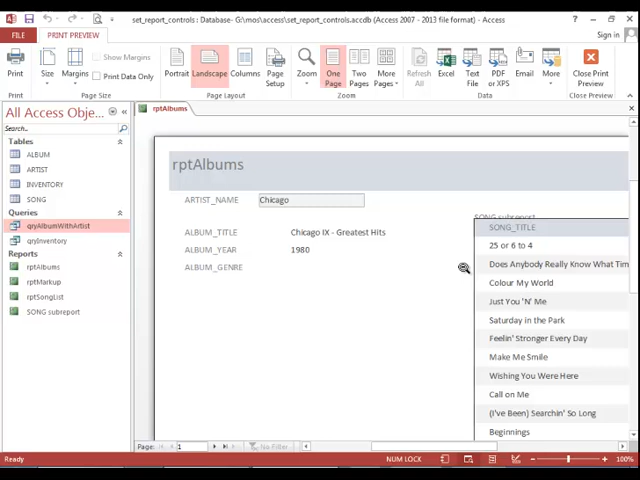 set_report_controls : Database- G:\mos\access\set_report_controls.accdb (Access 2007 - 2013 file format) - Access
FILE PRINT PREVIEW Sign in
Print Size Margins Show Margins Print Data Only Portrait Landscape Columns Page Setup Zoom One Page Two Pages More Pages Refresh All Excel Text File PDF or XPS Email More Close Print Preview
Print Page Size Page Layout Zoom Data Close Preview
All Access Obje...
Search...
Tables
ALBUM
ARTIST
INVENTORY
SONG
Queries
qryAlbumWithArtist
qryInventory
Reports
rptAlbums
rptMarkup
rptSongList
SONG subreport
rptAlbums
rptAlbums
ARTIST_NAME Chicago
SONG subreport
ALBUM_TITLE Chicago IX - Greatest Hits
ALBUM_YEAR 1980
ALBUM_GENRE
SONG_TITLE
25 or 6 to 4
Does Anybody Really Know What Tim
Colour My World
Just You 'N' Me
Saturday in the Park
Feelin' Stronger Every Day
Make Me Smile
Wishing You Were Here
Call on Me
(I've Been) Searchin' So Long
Beginnings
Page: 1 No Filter
Ready NUM LOCK 100%